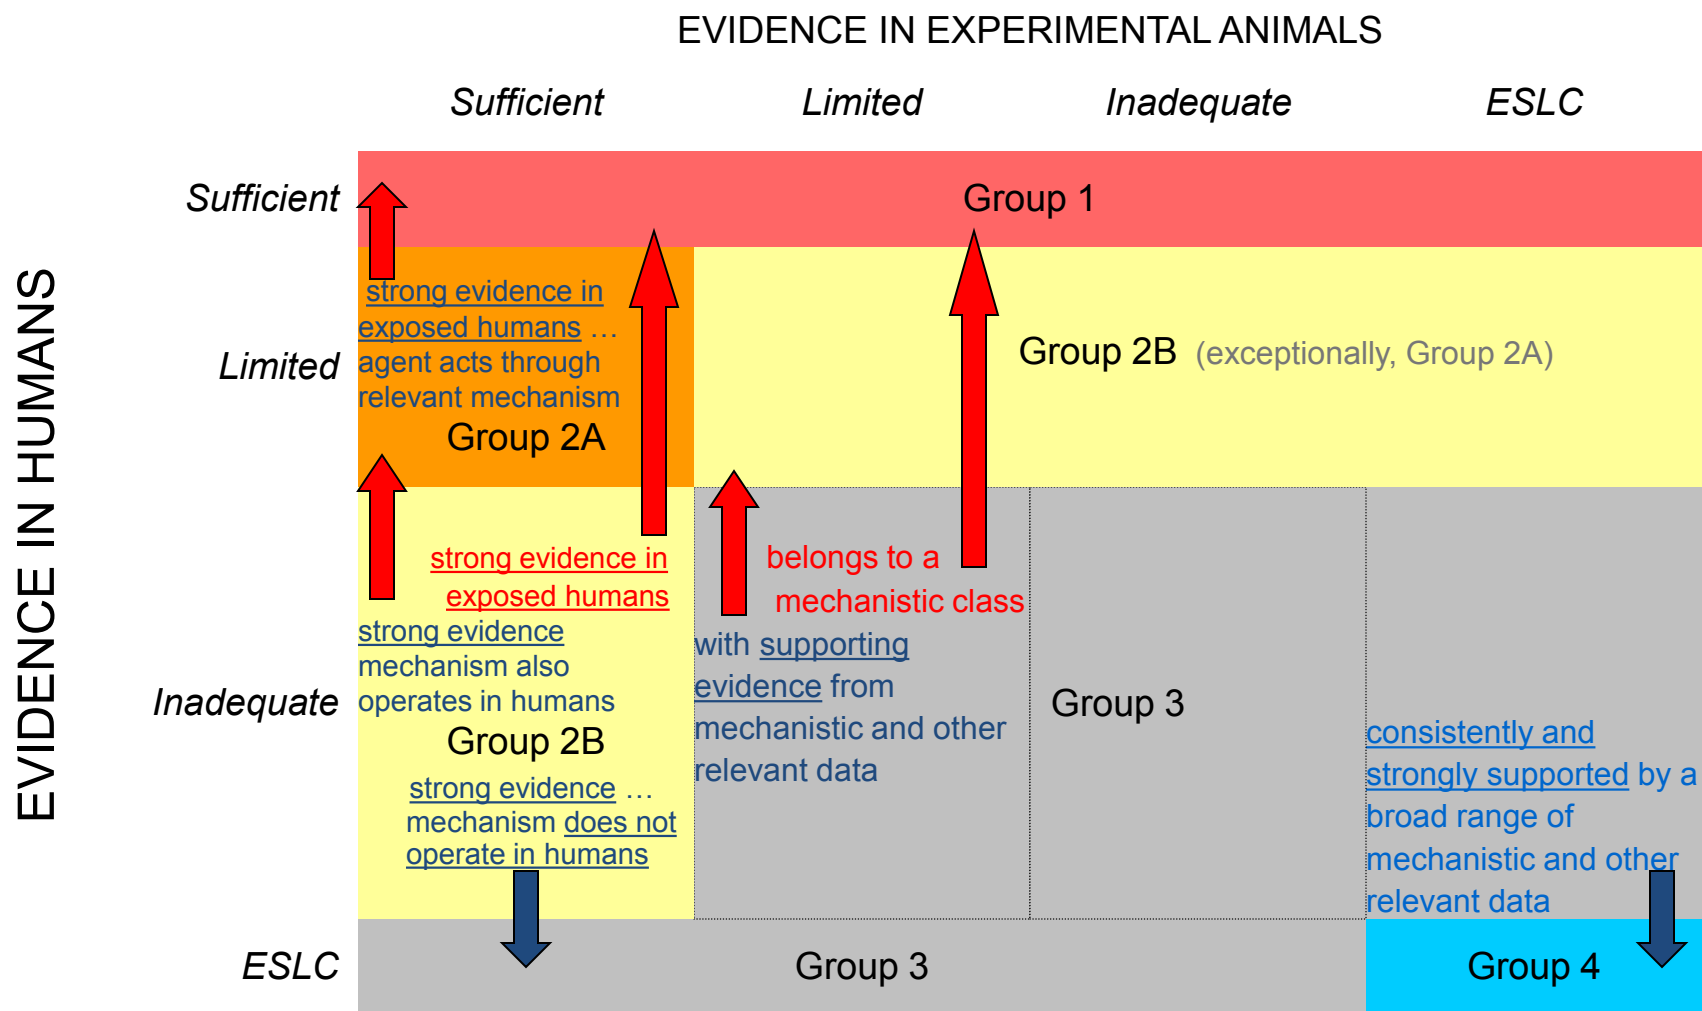 EVIDENCE IN EXPERIMENTAL ANIMALS
Sufficient
Limited
Inadequate
ESLC
EVIDENCE IN HUMANS
Sufficient
Group 1
Limited
strong evidence in
exposed humans …
agent acts through
relevant mechanism
Group 2A
Group 2B (exceptionally, Group 2A)
Inadequate
strong evidence in
exposed humans
strong evidence
mechanism also
operates in humans
Group 2B
strong evidence …
mechanism does not
operate in humans
belongs to a
mechanistic class
with supporting
evidence from
mechanistic and other
relevant data
Group 3
consistently and
strongly supported by a
broad range of
mechanistic and other
relevant data
ESLC
Group 3
Group 4